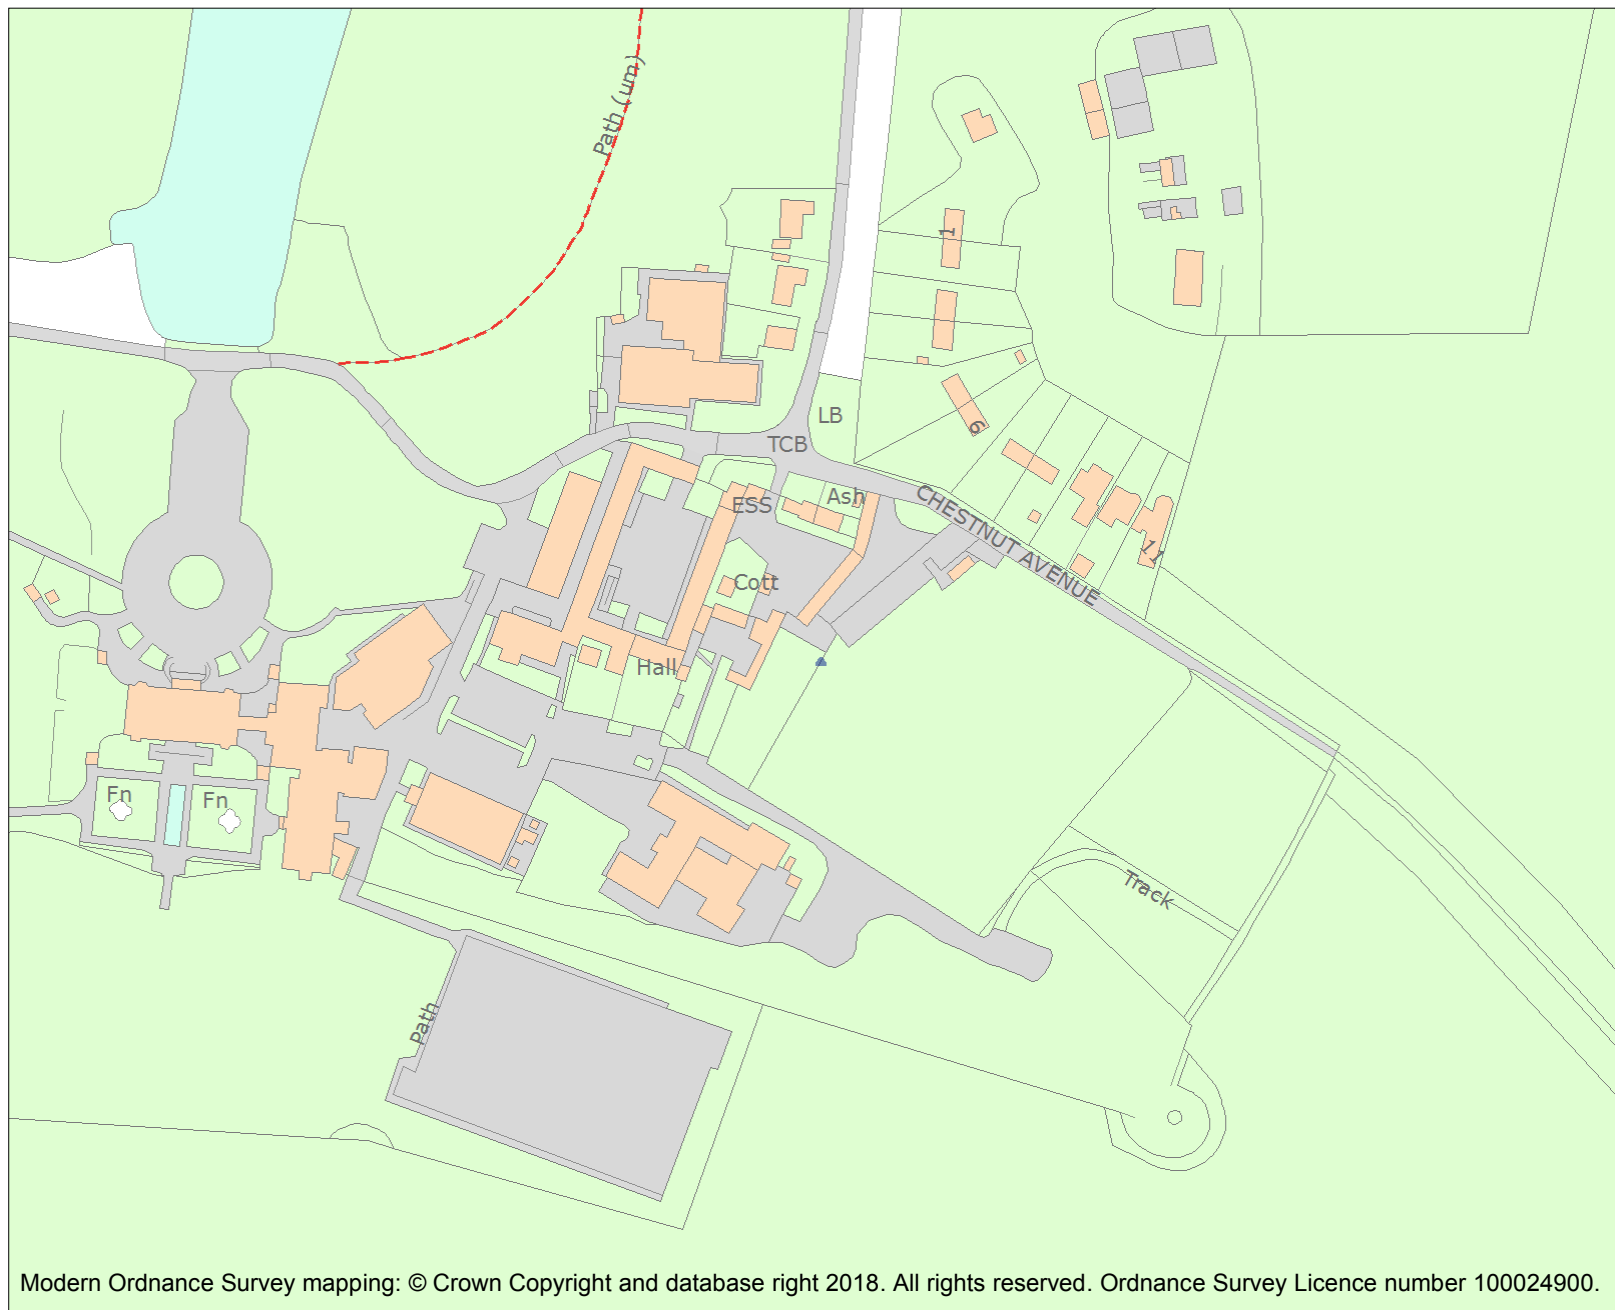 Path (um)
1
LB
TCB
6
Ash
ESS
CHESTNUT AVENUE
11
Cott
Hall
Fn
Fn
Track
Path
Modern Ordnance Survey mapping: © Crown Copyright and database right 2018. All rights reserved. Ordnance Survey Licence number 100024900.